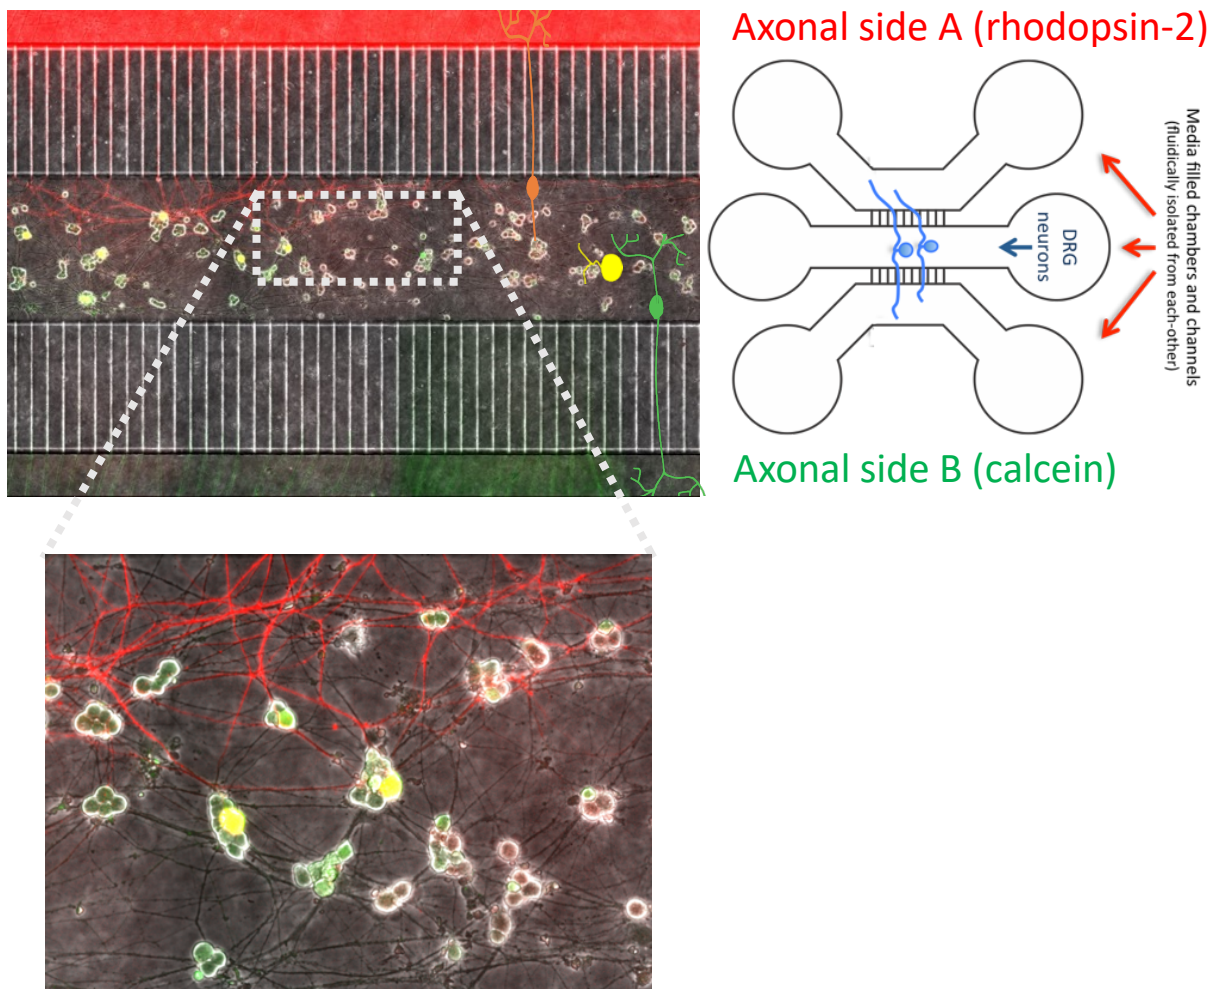 Axonal side A (rhodopsin-2)
Media filled chambers and channels
(fluidically isolated from each-other)
DRG
neurons
Axonal side B (calcein)